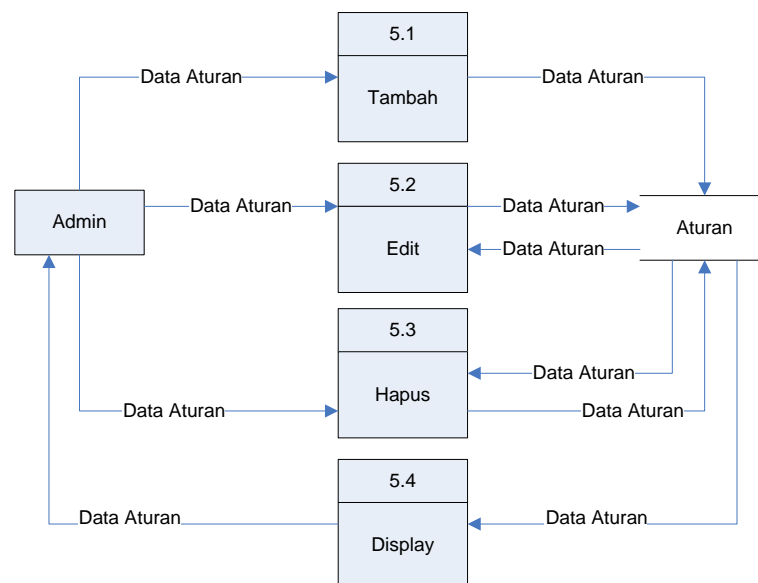 5.1
Data Aturan
Tambah
Data Aturan
5.2
Admin
Data Aturan
Data Aturan
Aturan
Edit
Data Aturan
5.3
Data Aturan
Hapus
Data Aturan
Data Aturan
5.4
Data Aturan
Data Aturan
Display